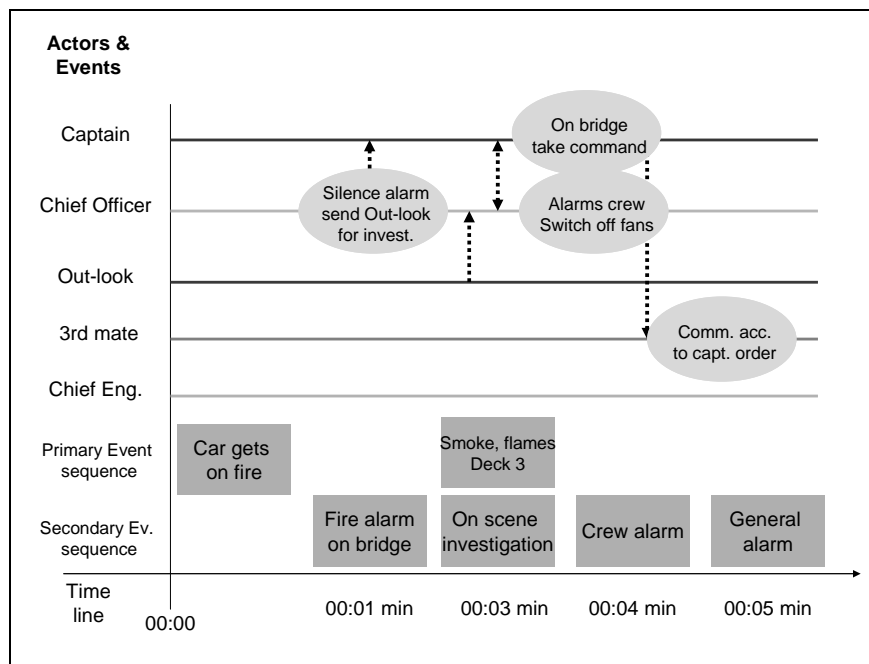 Actors &
Events
Captain
On bridge
take command
Chief Officer
Silence alarm
send Out-look
for invest.
Alarms crew
Switch off fans
Out-look
3rd mate
Comm. acc.
to capt. order
Chief Eng.
Primary Event
sequence
Car gets
on fire
Smoke, flames
Deck 3
Secondary Ev.
sequence
Fire alarm
on bridge
On scene
investigation
Crew alarm
General
alarm
Time
line
00:00
00:01 min
00:03 min
00:04 min
00:05 min